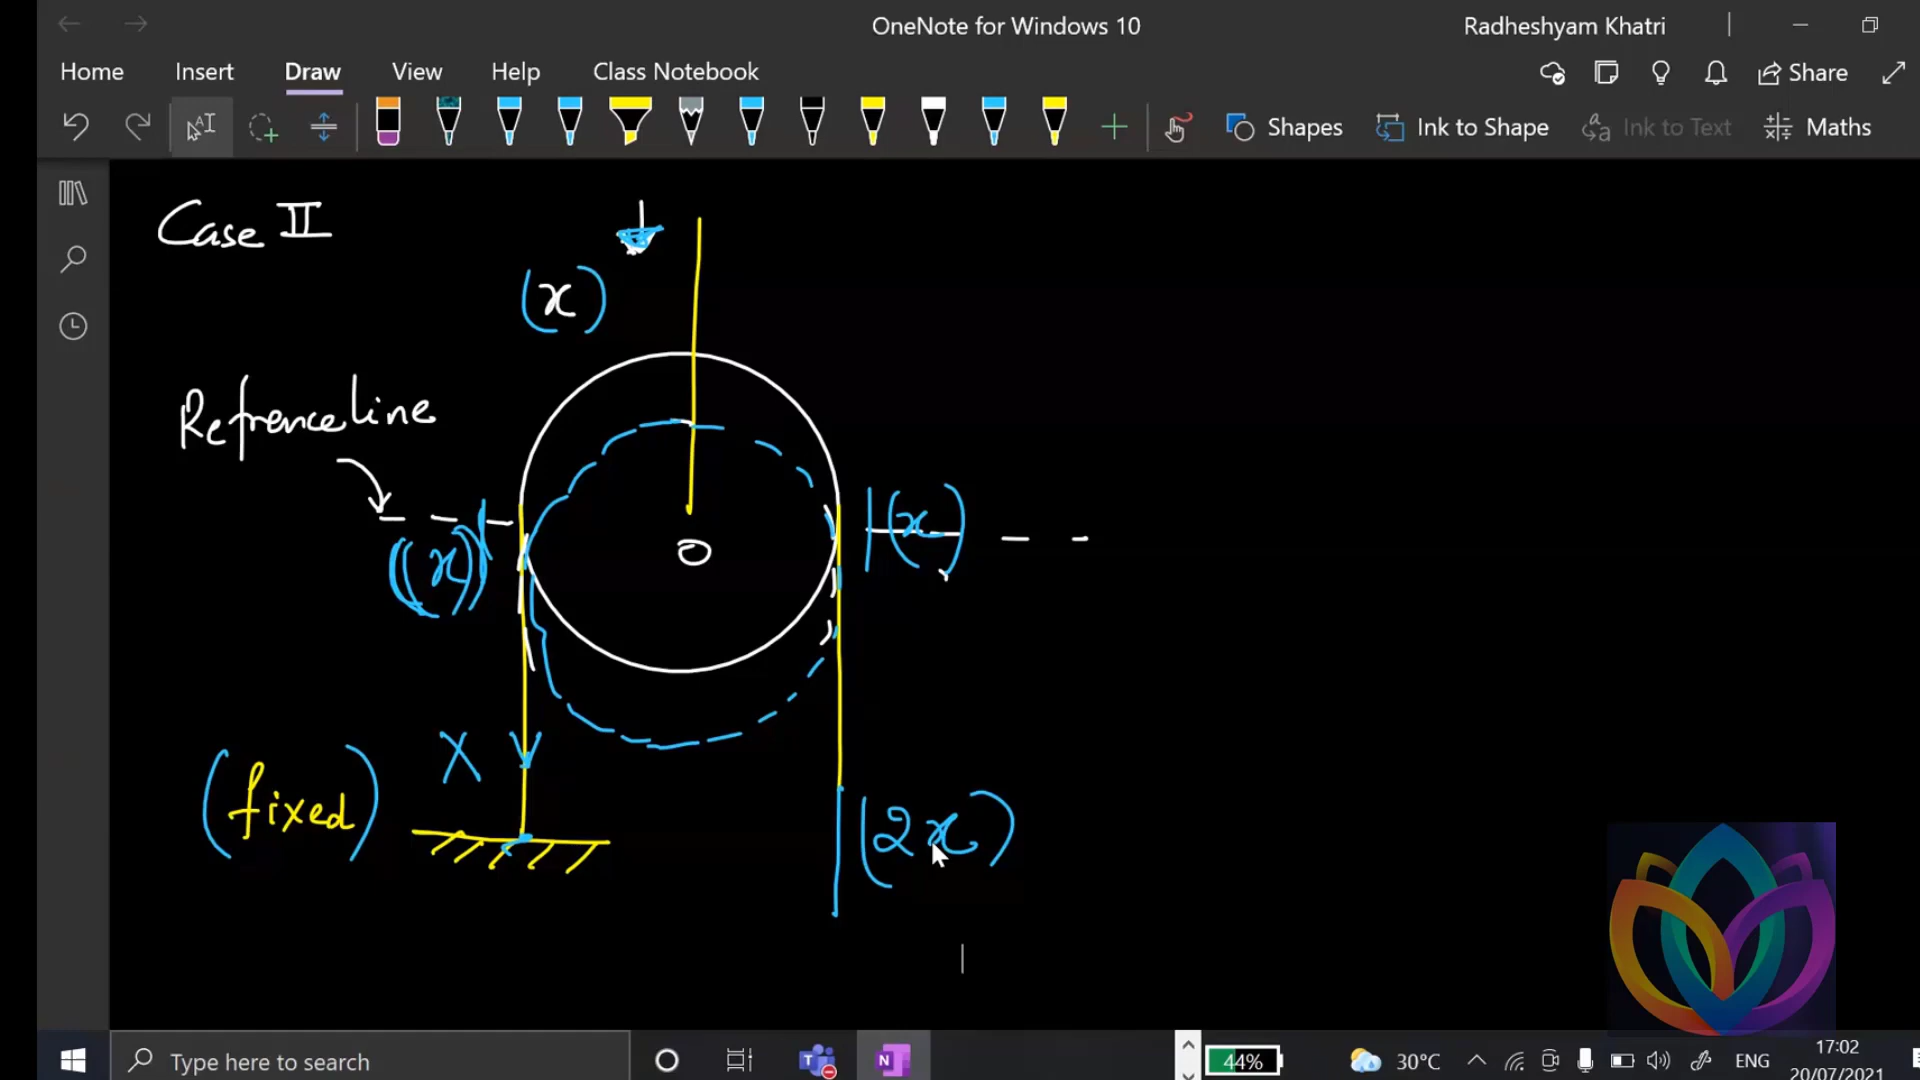 OneNote for Windows 10
Radheshyam Khatri
Home Insert Draw View Help Class Notebook
Share
Shapes Ink to Shape Ink to Text Maths
Case II
(x)
Refrence line
(x)
((x))
O
X
(fixed)
(2x)
Type here to search
44%
30°C
ENG
17:02
20/07/2021